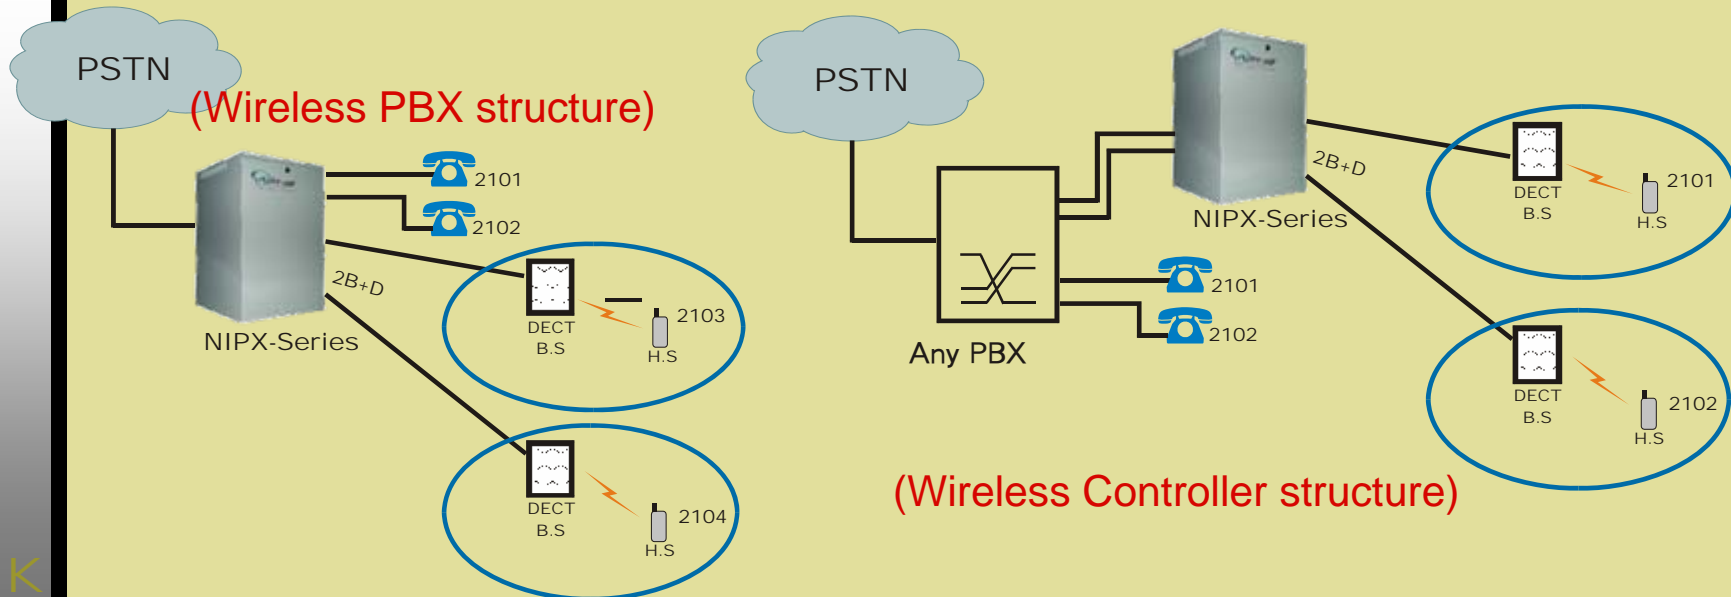 PSTN
(Wireless PBX structure)
2101
2102
2B+D
NIPX-Series
DECT
B.S
2103
H.S
DECT
B.S
2104
H.S
K
PSTN
2B+D
NIPX-Series
DECT
B.S
2101
H.S
2101
2102
Any PBX
DECT
B.S
2102
H.S
(Wireless Controller structure)